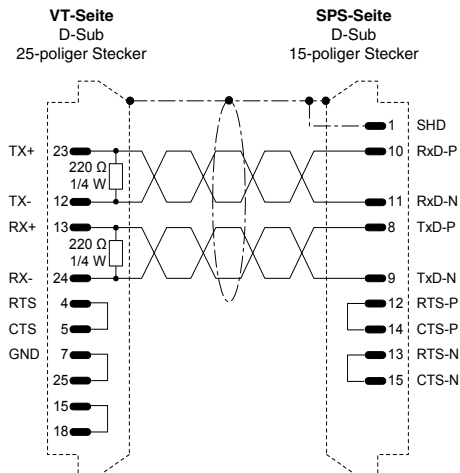 VT-Seite
D-Sub
25-poliger Stecker
SPS-Seite
D-Sub
15-poliger Stecker
TX+ 23
220 Ω
1/4 W
TX- 12
RX+ 13
220 Ω
1/4 W
RX- 24
RTS 4
CTS 5
GND 7
25
15
18
1 SHD
10 RxD-P
11 RxD-N
8 TxD-P
9 TxD-N
12 RTS-P
14 CTS-P
13 RTS-N
15 CTS-N